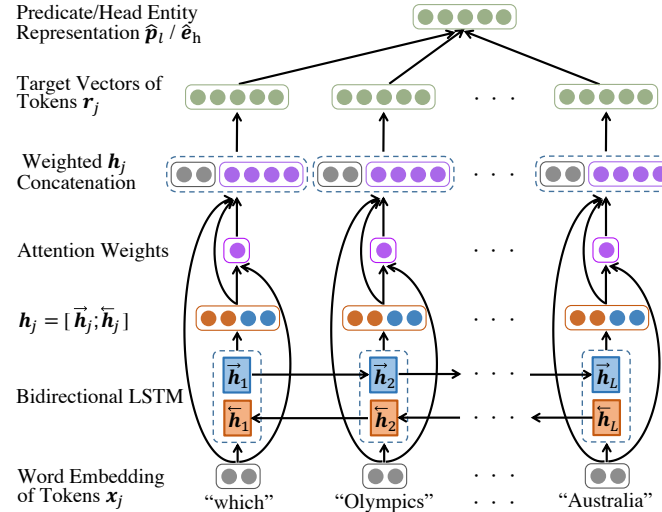 Predicate/Head Entity
Representation p̂_l / ê_h
Target Vectors of
Tokens r_j
. . .
Weighted h_j
Concatenation
. . .
Attention Weights
. . .
h_j = [h⃗_j; h⃖_j]
. . .
Bidirectional LSTM
h⃗_1 h⃗_2 . . . h⃗_L
h⃖_1 h⃖_2 . . . h⃖_L
Word Embedding
of Tokens x_j
. . .
“which” “Olympics” . . . “Australia”